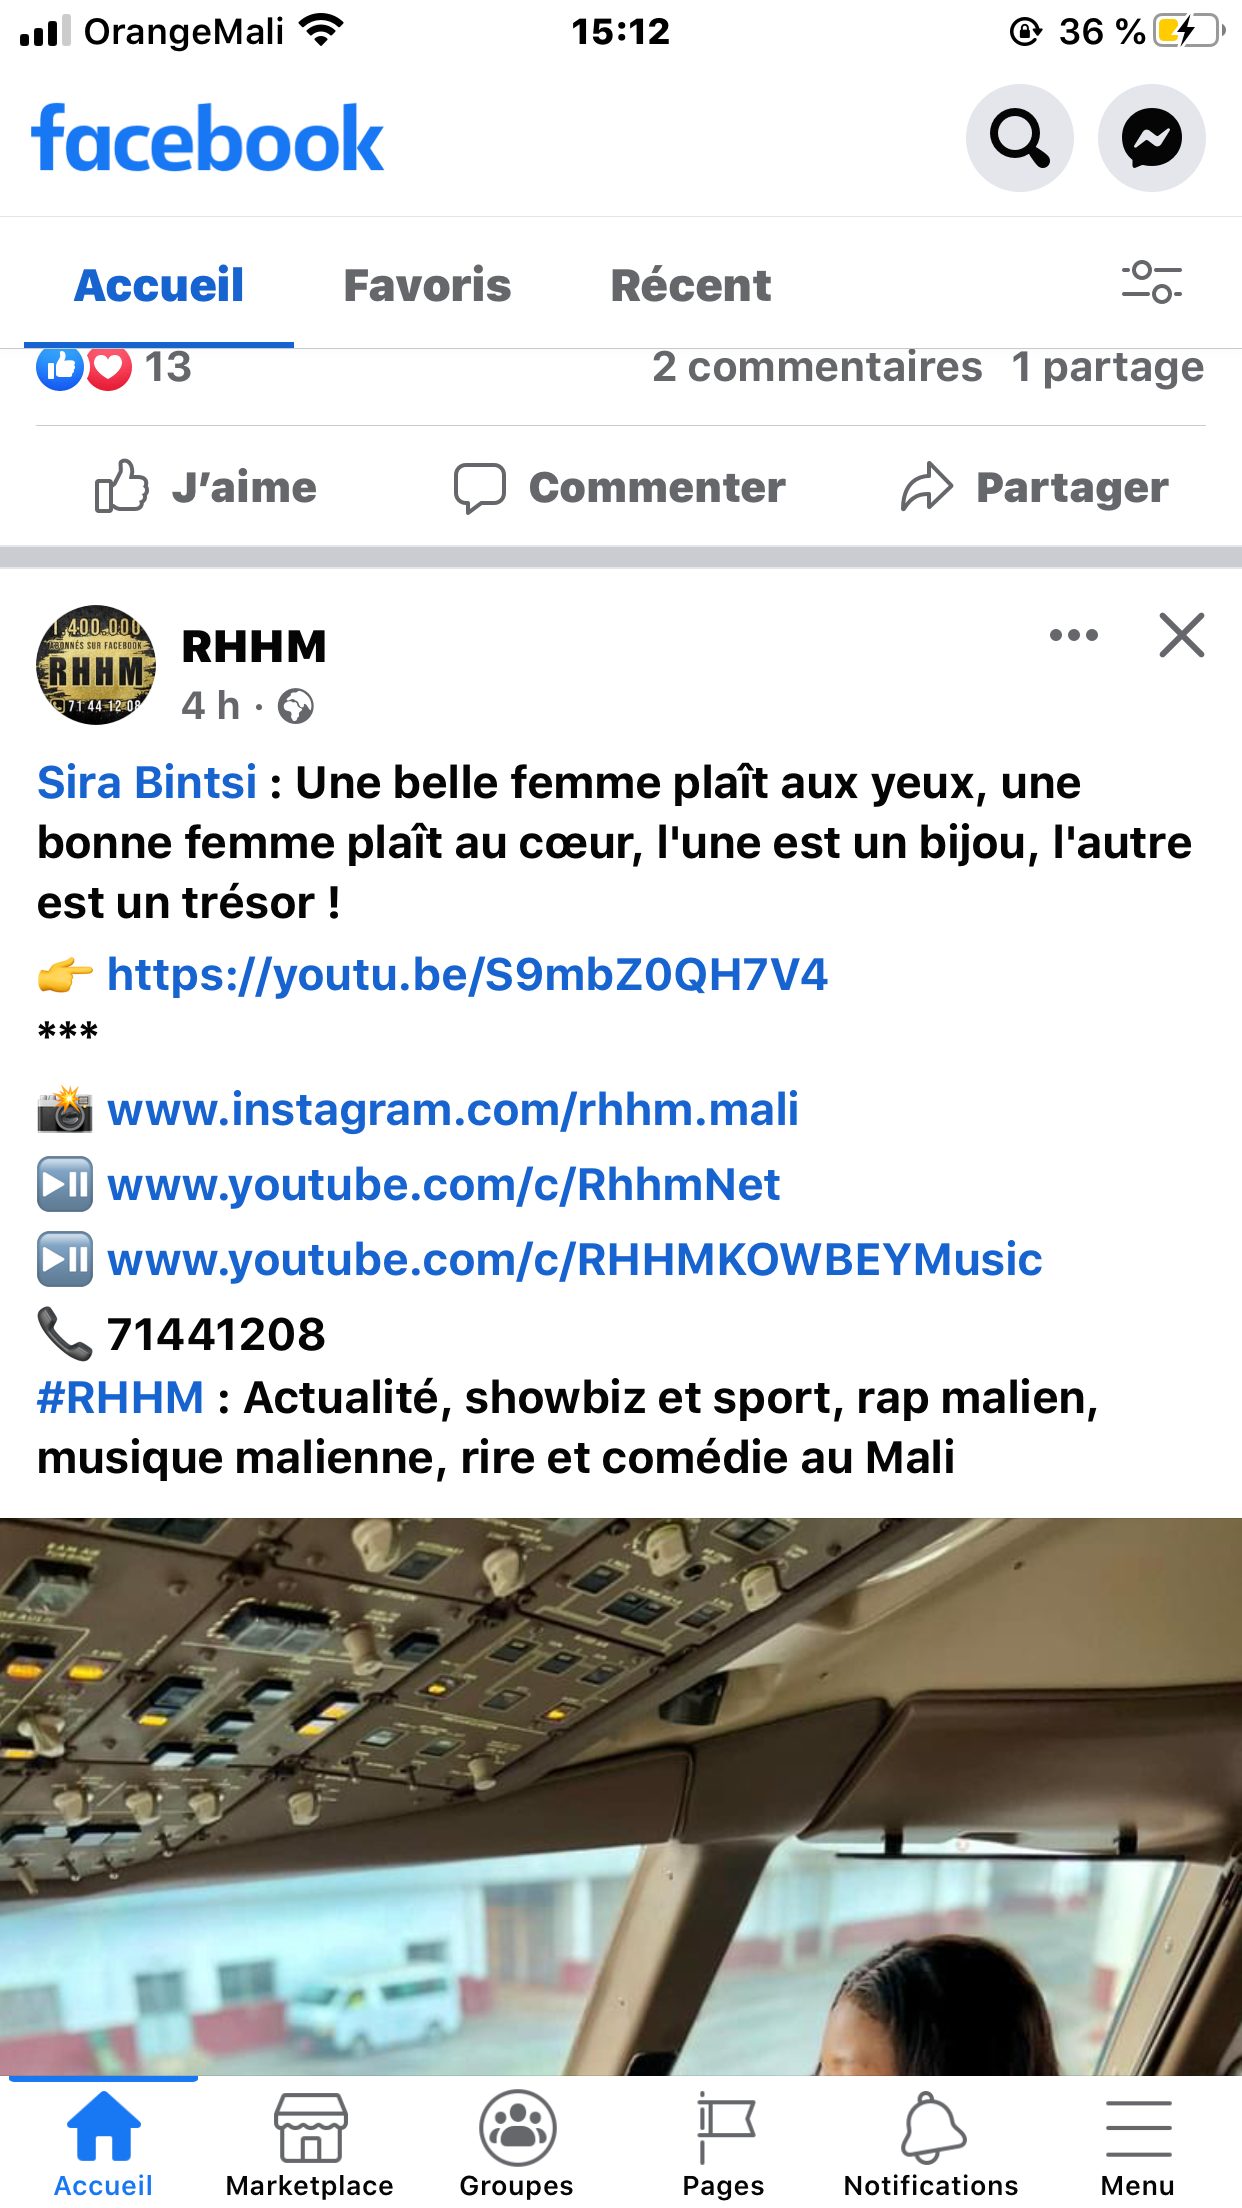 OrangeMali 15:12 36 %
facebook
Accueil Favoris Récent
13 2 commentaires 1 partage
J’aime Commenter Partager
1.400.000
ABONNÉS SUR FACEBOOK
RHHM
71 44 12 08
RHHM
4 h ·
Sira Bintsi : Une belle femme plaît aux yeux, une
bonne femme plaît au cœur, l'une est un bijou, l'autre
est un trésor !
👉 https://youtu.be/S9mbZ0QH7V4
***
📸 www.instagram.com/rhhm.mali
⏯ www.youtube.com/c/RhhmNet
⏯ www.youtube.com/c/RHHMKOWBEYMusic
📞 71441208
#RHHM : Actualité, showbiz et sport, rap malien,
musique malienne, rire et comédie au Mali
Accueil Marketplace Groupes Pages Notifications Menu